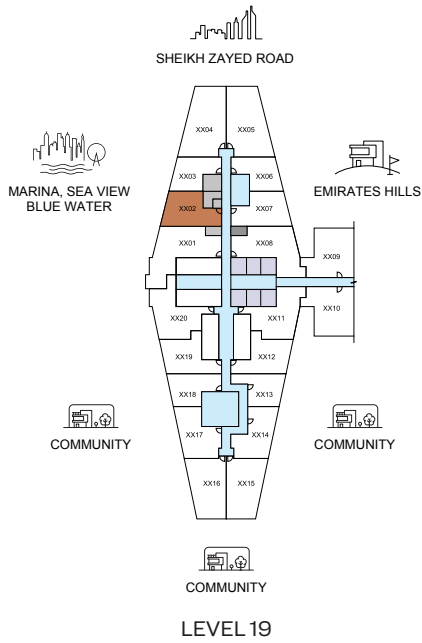 SHEIKH ZAYED ROAD
XX04
XX05
MARINA, SEA VIEW
BLUE WATER
EMIRATES HILLS
XX03
XX06
XX02
XX07
XX01
XX08
XX09
XX10
XX20
XX11
XX19
XX12
XX18
XX13
COMMUNITY
COMMUNITY
XX17
XX14
XX16
XX15
COMMUNITY
LEVEL 19